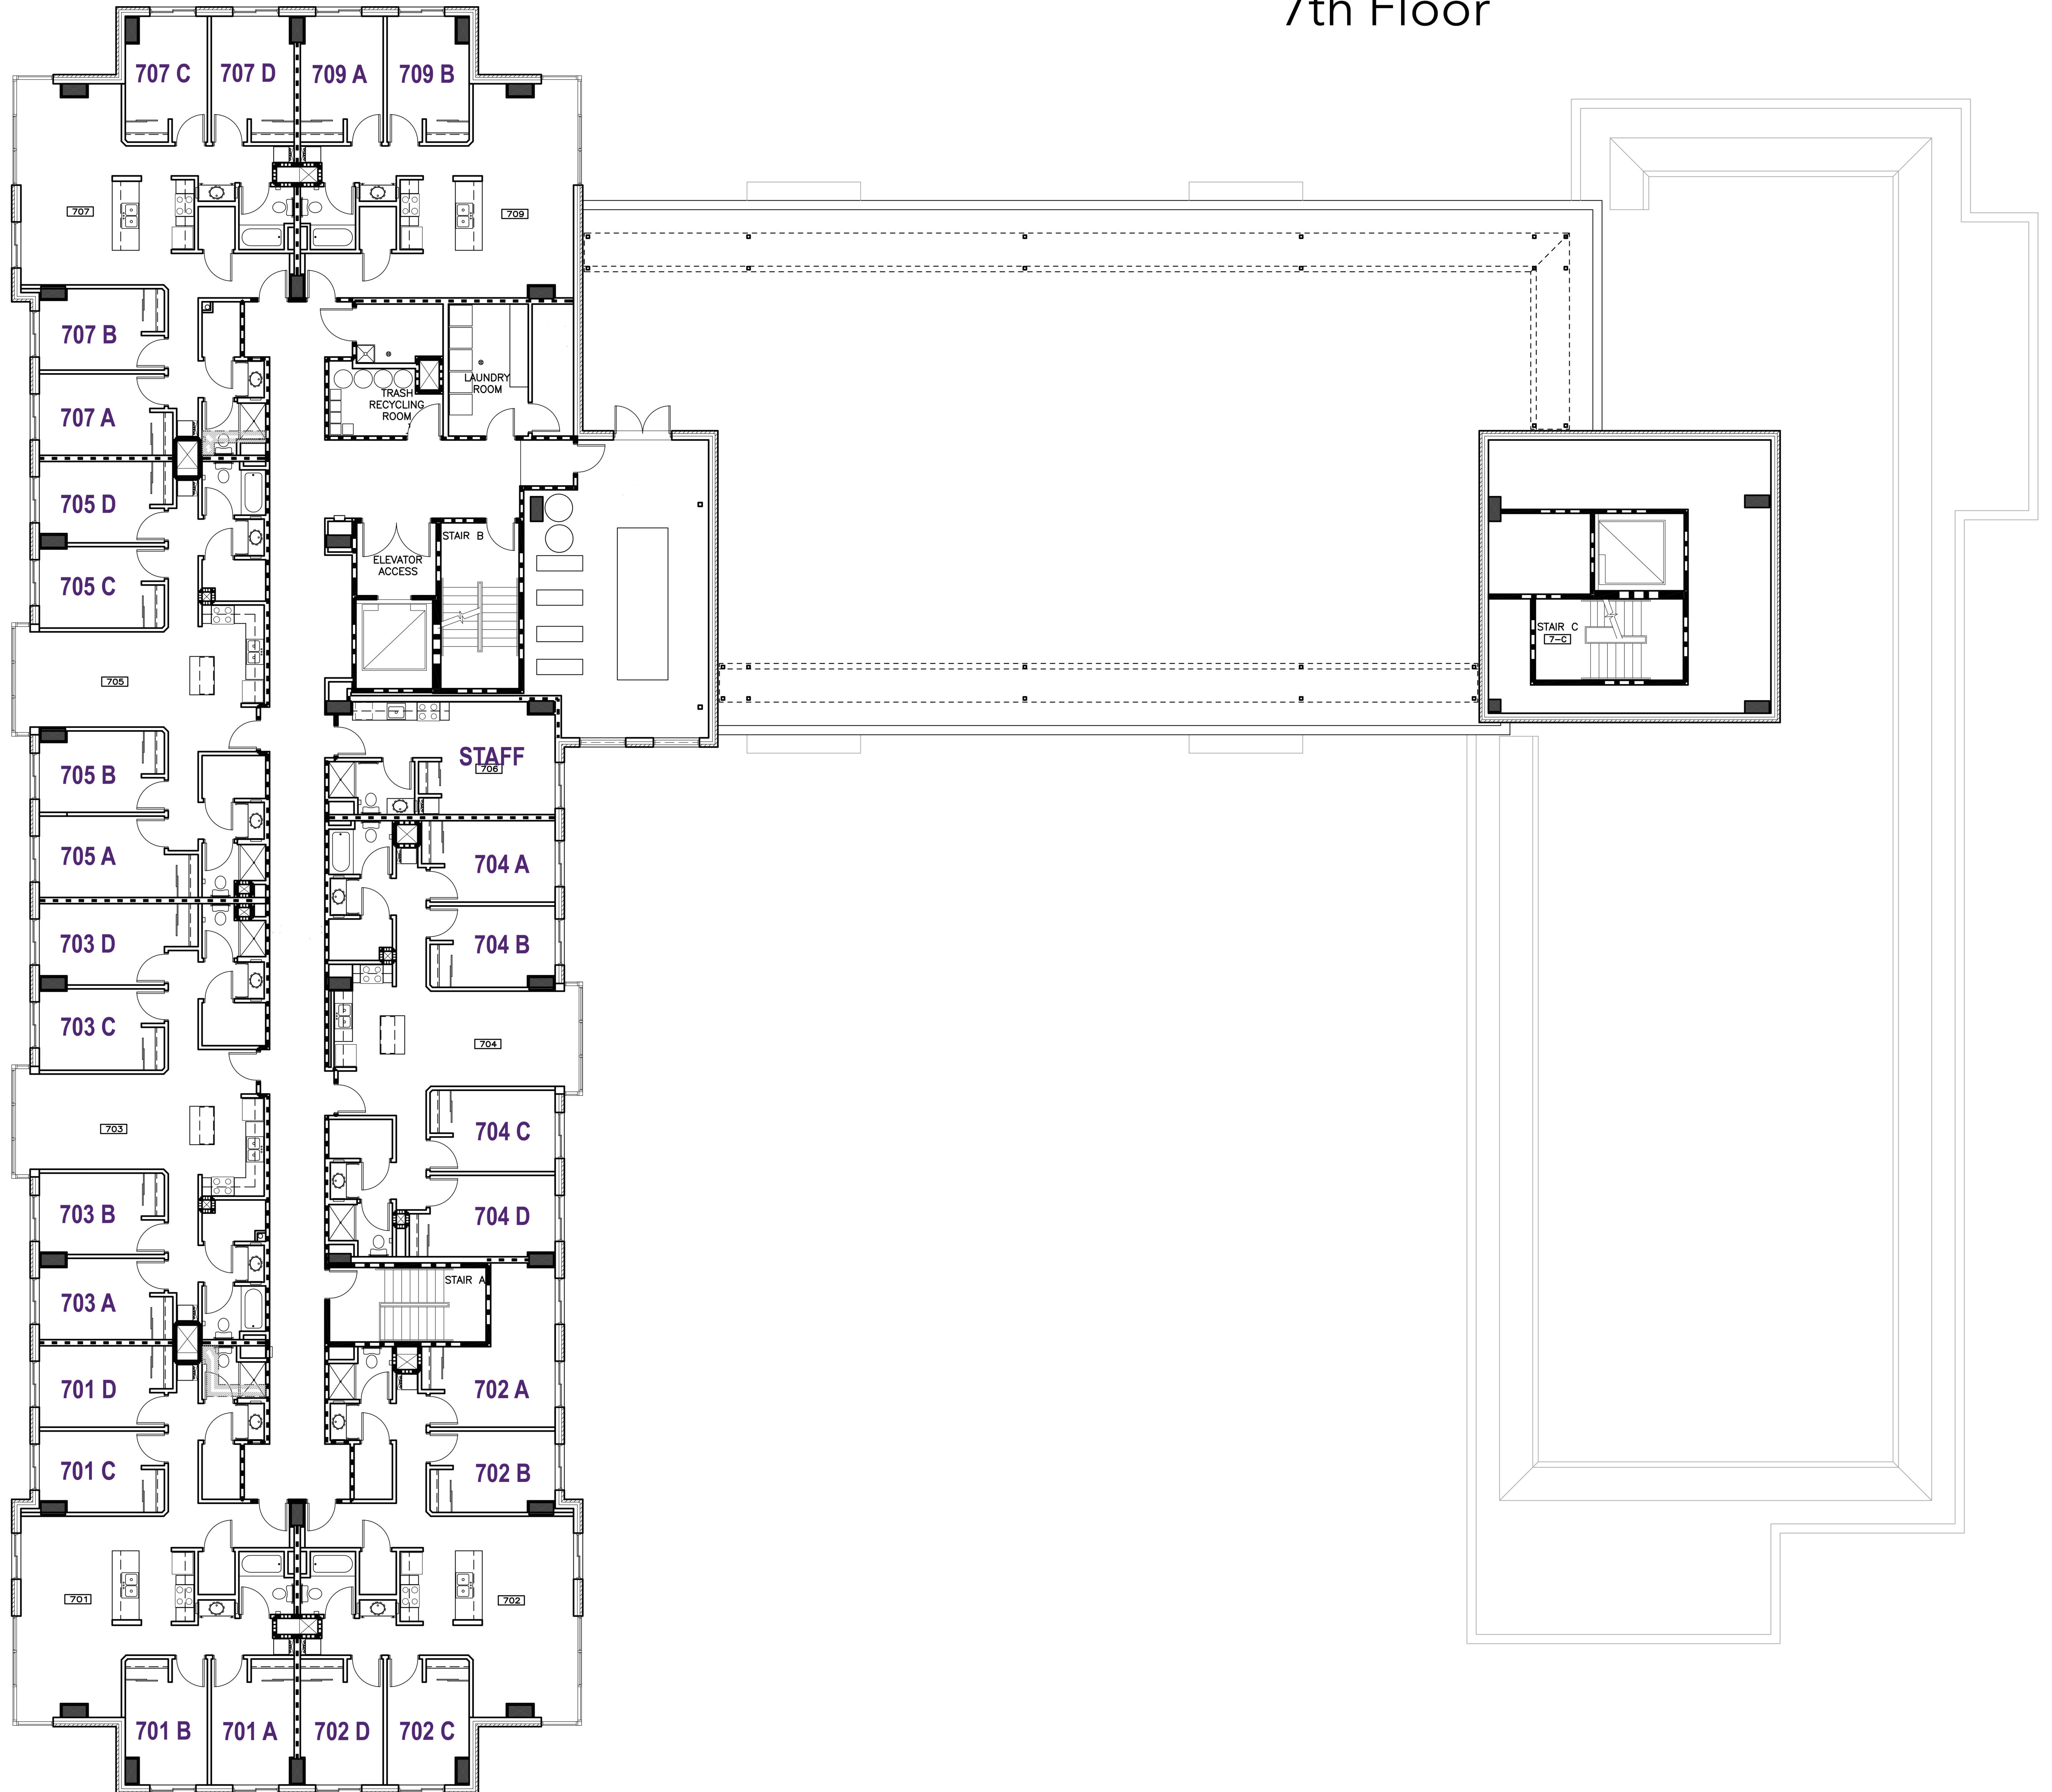 7th Floor
707 C
707 D
709 A
709 B
707
709
707 B
707 A
LAUNDRY
ROOM
TRASH
RECYCLING
ROOM
705 D
705 C
STAIR B
ELEVATOR
ACCESS
STAIR C
7-C
705
STAFF
706
705 B
705 A
704 A
703 D
704 B
703 C
704
703
704 C
703 B
704 D
STAIR A
703 A
701 D
702 A
701 C
702 B
701
702
701 B
701 A
702 D
702 C